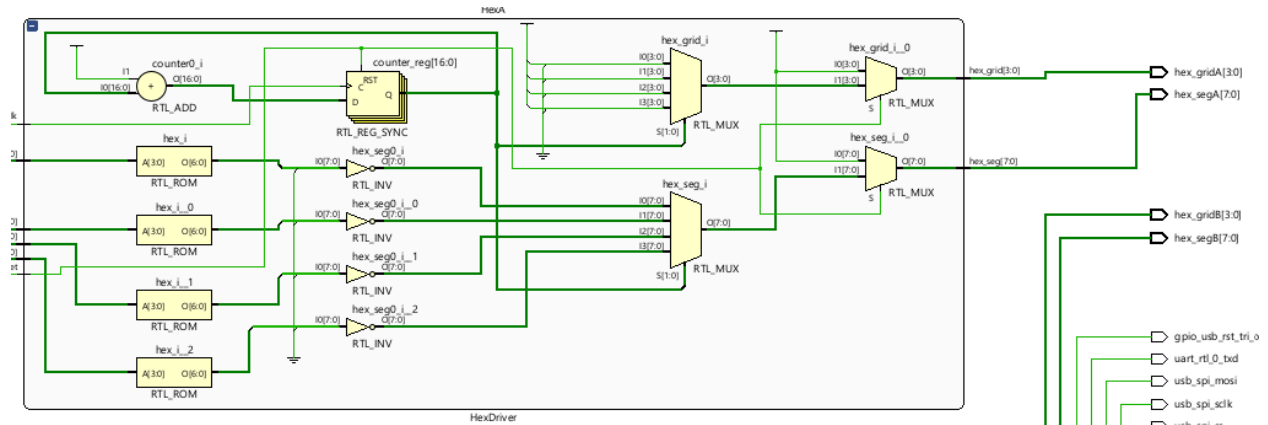 HexA
counter0_i
I1
I0[16:0]
+
O[16:0]
RTL_ADD
counter_reg[16:0]
RST
C
D
Q
RTL_REG_SYNC
hex_i
A[3:0] O[6:0]
RTL_ROM
hex_i__0
A[3:0] O[6:0]
RTL_ROM
hex_i__1
A[3:0] O[6:0]
RTL_ROM
hex_i__2
A[3:0] O[6:0]
RTL_ROM
hex_seg0_i
I0[7:0] O[7:0]
RTL_INV
hex_seg0_i__0
I0[7:0] O[7:0]
RTL_INV
hex_seg0_i__1
I0[7:0] O[7:0]
RTL_INV
hex_seg0_i__2
I0[7:0] O[7:0]
RTL_INV
hex_grid_i
I0[3:0]
I1[3:0]
I2[3:0]
I3[3:0]
O[3:0]
S[1:0]
RTL_MUX
hex_seg_i
I0[7:0]
I1[7:0]
I2[7:0]
I3[7:0]
O[7:0]
S[1:0]
RTL_MUX
hex_grid_i__0
I0[3:0]
I1[3:0]
O[3:0]
S
RTL_MUX
hex_seg_i__0
I0[7:0]
I1[7:0]
O[7:0]
S
RTL_MUX
hex_grid[3:0]
hex_seg[7:0]
HexDriver
hex_gridA[3:0]
hex_segA[7:0]
hex_gridB[3:0]
hex_segB[7:0]
gpio_usb_rst_tri_o
uart_rtl_0_txd
usb_spi_mosi
usb_spi_sclk